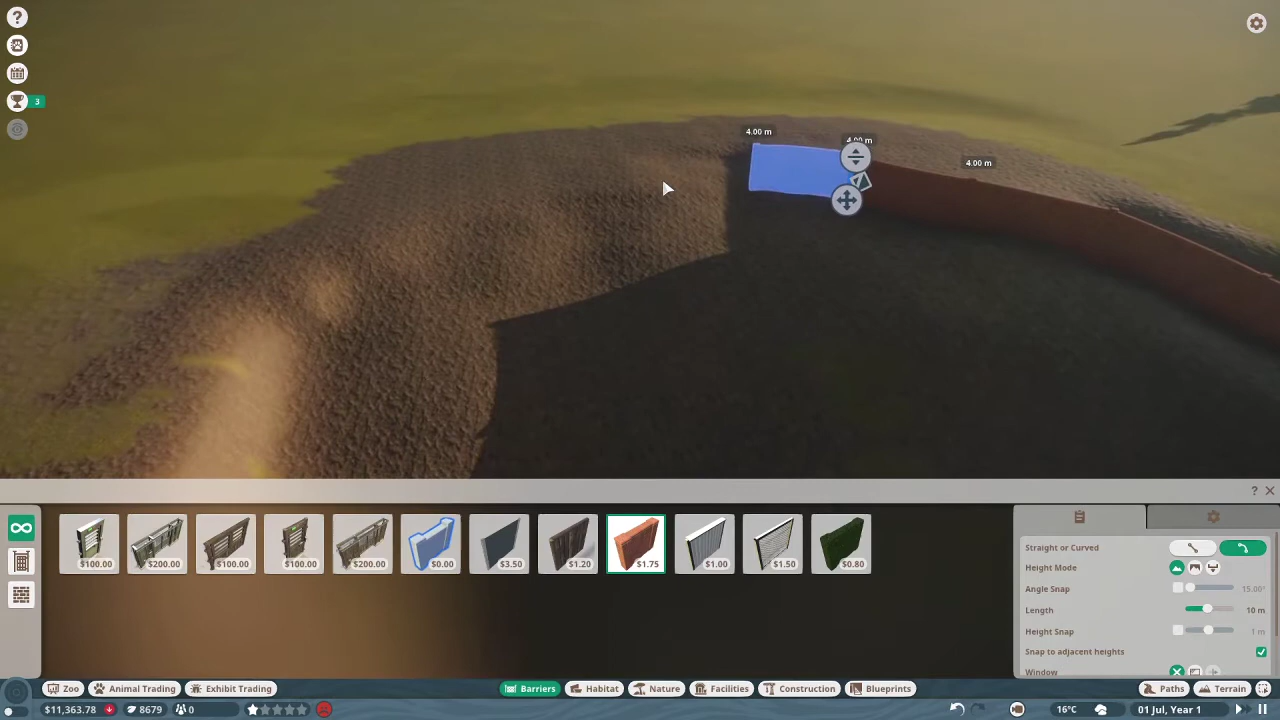 ?
3
4.00 m
4.00 m
4.00 m
?
$100.00
$200.00
$100.00
$100.00
$200.00
$0.00
$3.50
$1.20
$1.75
$1.00
$1.50
$0.80
Straight or Curved
Height Mode
Angle Snap 15.00°
Length 10 m
Height Snap 1 m
Snap to adjacent heights
Window
Zoo Animal Trading Exhibit Trading Barriers Habitat Nature Facilities Construction Blueprints Paths Terrain
$11,363.78 8679 0 16°C 01 Jul, Year 1